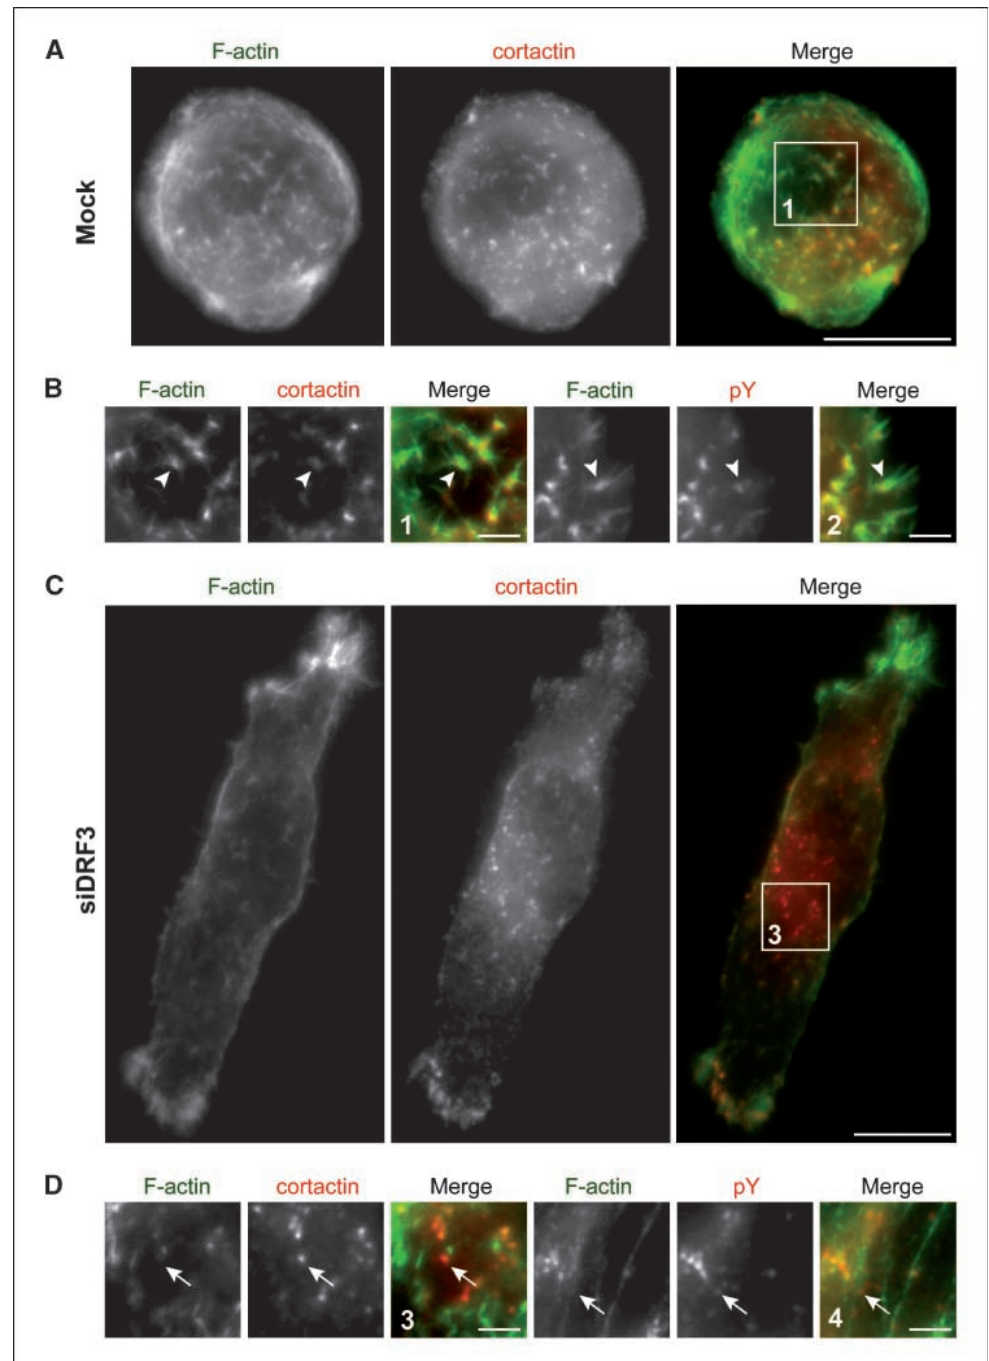 A F-actin cortactin Merge
Mock
1
B F-actin cortactin Merge F-actin pY Merge
1 2
C F-actin cortactin Merge
siDRF3
3
D F-actin cortactin Merge F-actin pY Merge
3 4